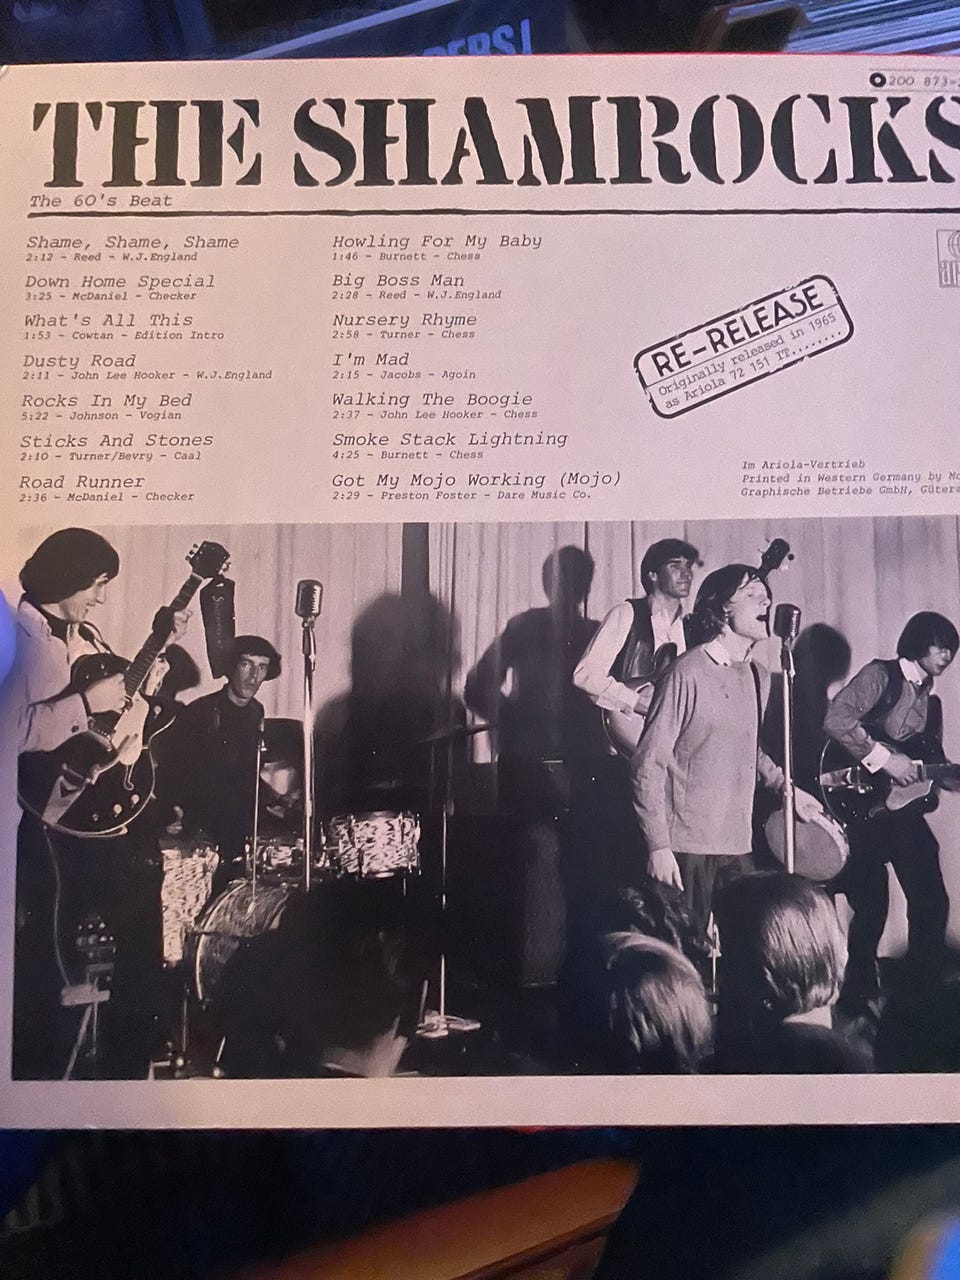 DERS!
200 873-
THE SHAMROCKS
The 60's Beat
Shame, Shame, Shame
2:12 - Reed - W.J.England
Down Home Special
3:25 - McDaniel - Checker
What's All This
1:53 - Cowtan - Edition Intro
Dusty Road
2:11 - John Lee Hooker - W.J.England
Rocks In My Bed
5:22 - Johnson - Vogian
Sticks And Stones
2:10 - Turner/Bevry - Caal
Road Runner
2:36 - McDaniel - Checker
Howling For My Baby
1:46 - Burnett - Chess
Big Boss Man
2:28 - Reed - W.J.England
Nursery Rhyme
2:58 - Turner - Chess
I'm Mad
2:15 - Jacobs - Agoin
Walking The Boogie
2:37 - John Lee Hooker - Chess
Smoke Stack Lightning
4:25 - Burnett - Chess
Got My Mojo Working (Mojo)
2:29 - Preston Foster - Dare Music Co.
RE-RELEASE
Originally released in 1965
as Ariola 72 151 IT........
Im Ariola-Vertrieb
Printed in Western Germany by Mo
Graphische Betriebe GmbH, Güters